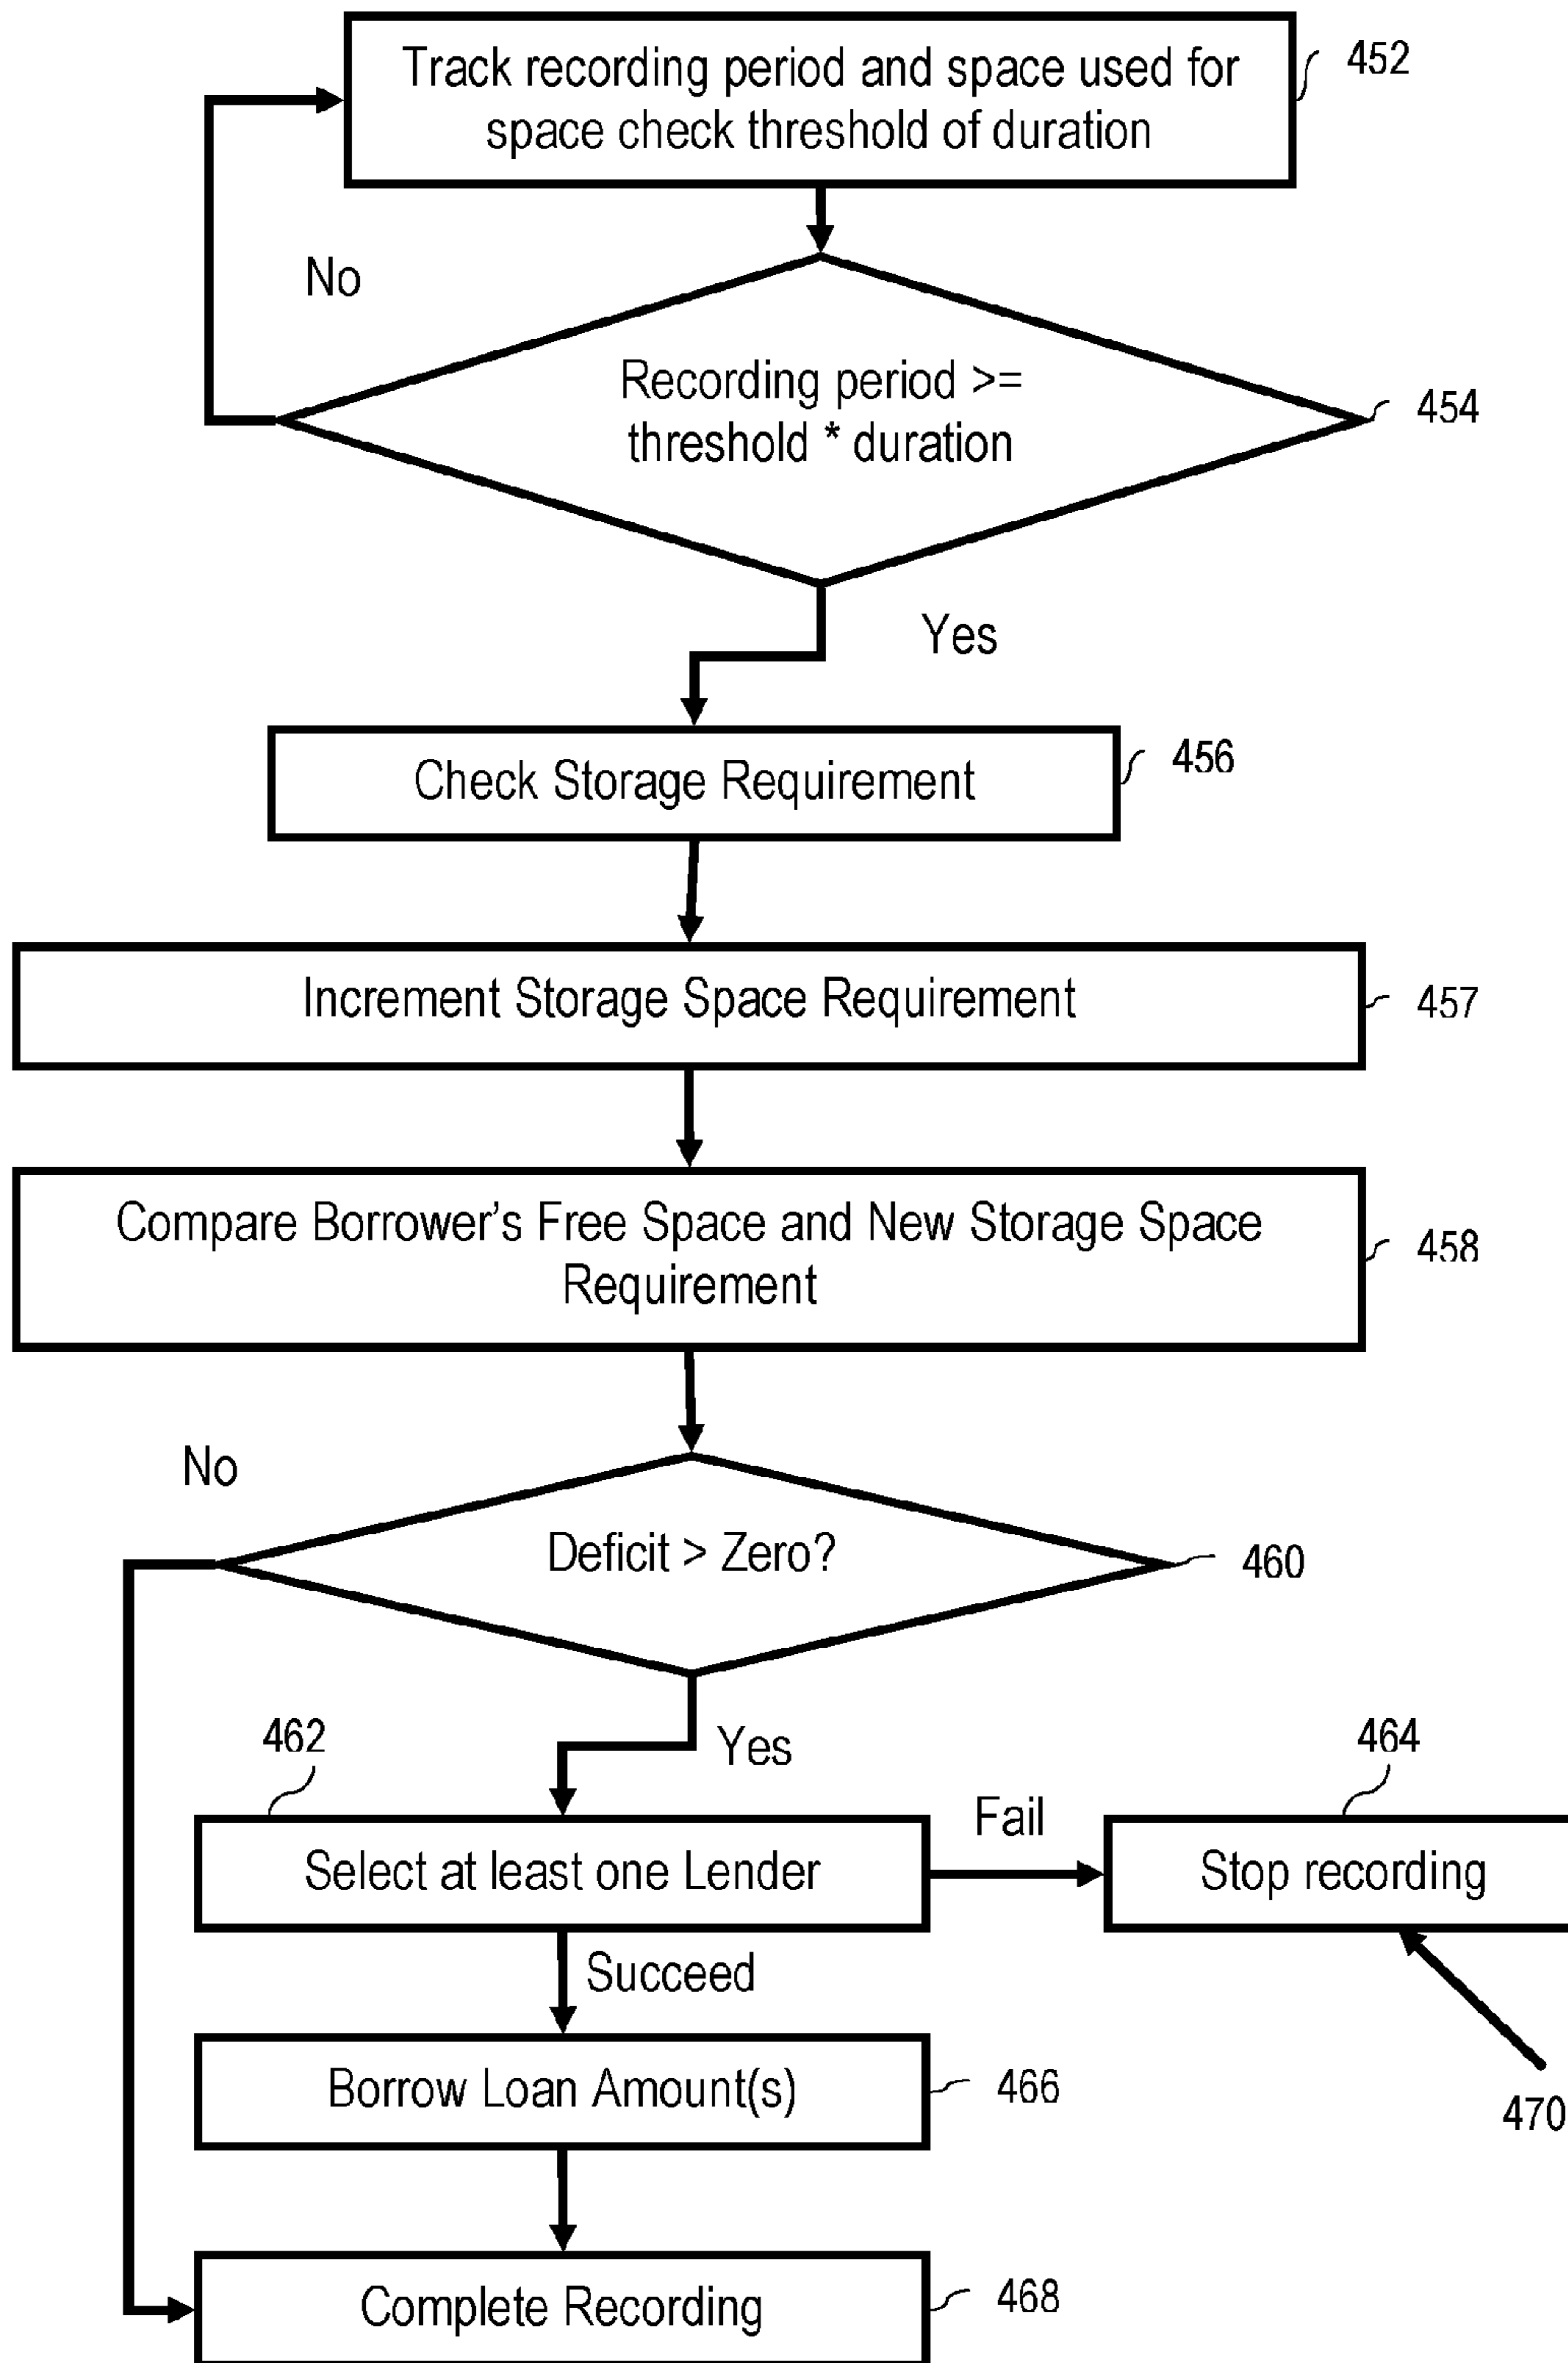 Track recording period and space used for
space check threshold of duration
452
No
Recording period >=
threshold * duration
454
Yes
Check Storage Requirement
456
Increment Storage Space Requirement
457
Compare Borrower's Free Space and New Storage Space
Requirement
458
No
Deficit > Zero?
460
Yes
462
464
Select at least one Lender
Fail
Stop recording
Succeed
Borrow Loan Amount(s)
466
470
Complete Recording
468